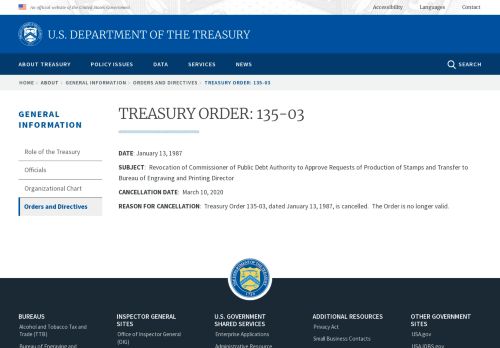 An official website of the United States Government
Accessibility Languages Contact
U.S. DEPARTMENT OF THE TREASURY
ABOUT TREASURY POLICY ISSUES DATA SERVICES NEWS SEARCH
HOME › ABOUT › GENERAL INFORMATION › ORDERS AND DIRECTIVES › TREASURY ORDER: 135-03
GENERAL
INFORMATION
Role of the Treasury
Officials
Organizational Chart
Orders and Directives
TREASURY ORDER: 135-03
DATE: January 13, 1987
SUBJECT: Revocation of Commissioner of Public Debt Authority to Approve Requests of Production of Stamps and Transfer to
Bureau of Engraving and Printing Director
CANCELLATION DATE: March 10, 2020
REASON FOR CANCELLATION: Treasury Order 135-03, dated January 13, 1987, is cancelled. The Order is no longer valid.
BUREAUS
Alcohol and Tobacco Tax and
Trade (TTB)
Bureau of Engraving and
INSPECTOR GENERAL
SITES
Office of Inspector General
(OIG)
U.S. GOVERNMENT
SHARED SERVICES
Enterprise Applications
Administrative Resource
ADDITIONAL RESOURCES
Privacy Act
Small Business Contacts
OTHER GOVERNMENT
SITES
USA.gov
USAJOBS.gov